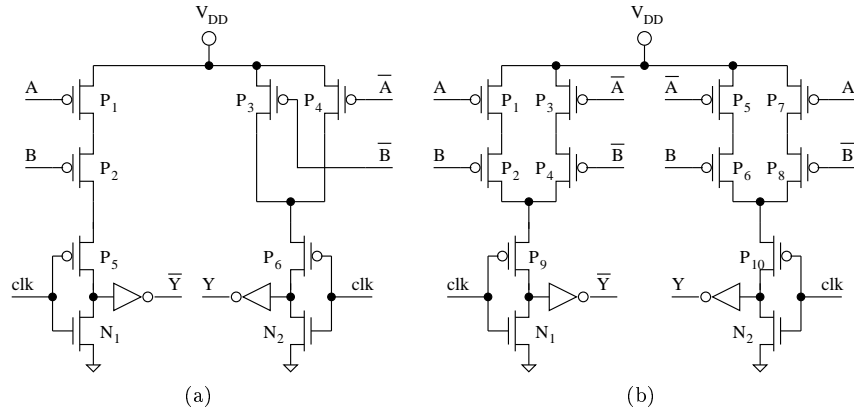 V_DD V_DD
A P_1 P_3 P_4 A̅ A P_1 P_3 A̅ A̅ P_5 P_7 A
B P_2 B̅ B P_2 P_4 B̅ B P_6 P_8 B̅
P_5 P_6 P_9 P_10
clk Y̅ Y clk clk Y̅ Y clk
N_1 N_2 N_1 N_2
(a) (b)